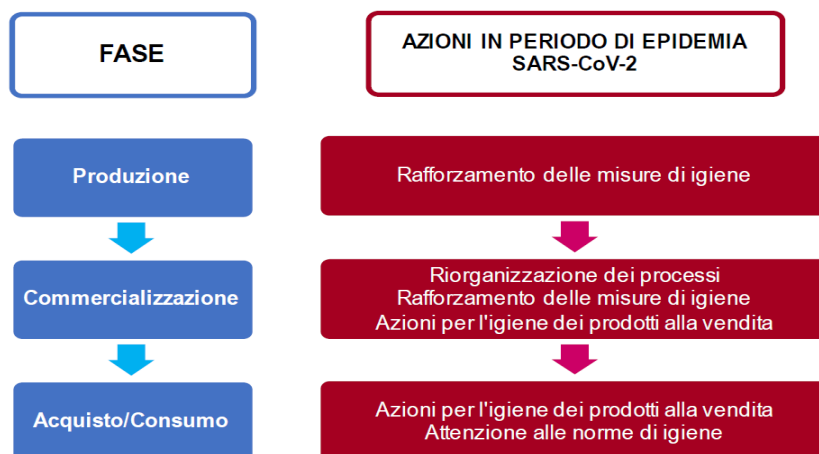 FASE
AZIONI IN PERIODO DI EPIDEMIA
SARS-CoV-2
Produzione
Rafforzamento delle misure di igiene
Commercializzazione
Riorganizzazione dei processi
Rafforzamento delle misure di igiene
Azioni per l'igiene dei prodotti alla vendita
Acquisto/Consumo
Azioni per l'igiene dei prodotti alla vendita
Attenzione alle norme di igiene